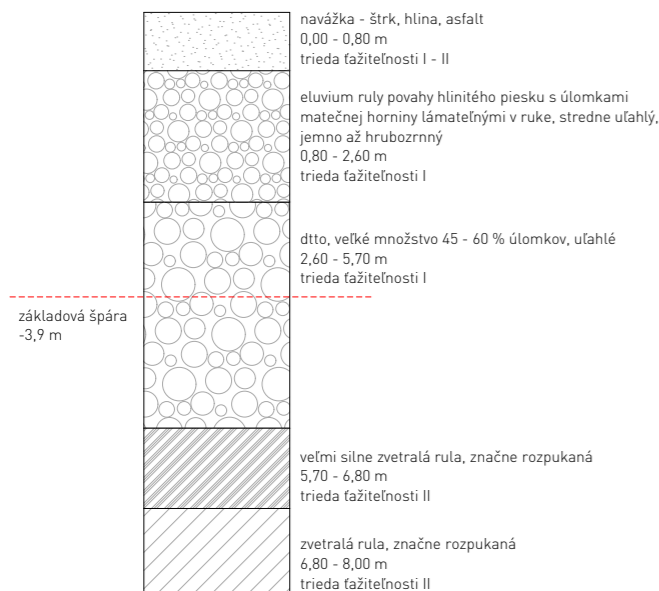 navážka - štrk, hlina, asfalt
0,00 - 0,80 m
trieda ťažiteľnosti I - II
eluvium ruly povahy hlinitého piesku s úlomkami
matečnej horniny lámateľnými v ruke, stredne uľahlý,
jemno až hrubozrnný
0,80 - 2,60 m
trieda ťažiteľnosti I
dtto, veľké množstvo 45 - 60 % úlomkov, uľahlé
2,60 - 5,70 m
trieda ťažiteľnosti I
základová špára
-3,9 m
veľmi silne zvetralá rula, značne rozpukaná
5,70 - 6,80 m
trieda ťažiteľnosti II
zvetralá rula, značne rozpukaná
6,80 - 8,00 m
trieda ťažiteľnosti II